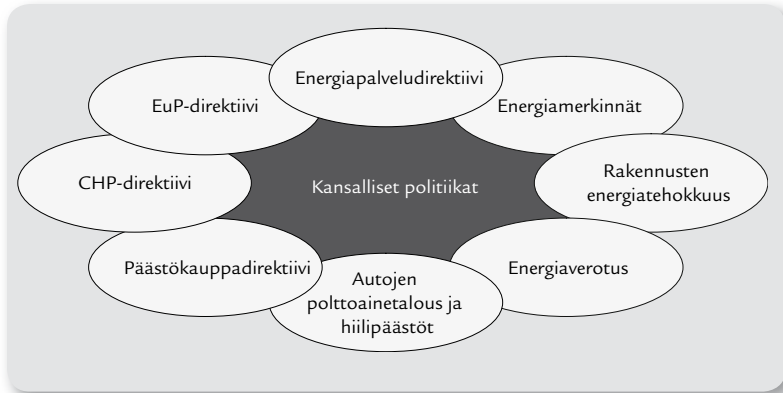 Energiapalveludirektiivi
EuP-direktiivi
Energiamerkinnät
CHP-direktiivi
Kansalliset politiikat
Rakennusten
energiatehokkuus
Päästökauppadirektiivi
Autojen
polttoainetalous ja
hiilipäästöt
Energiaverotus